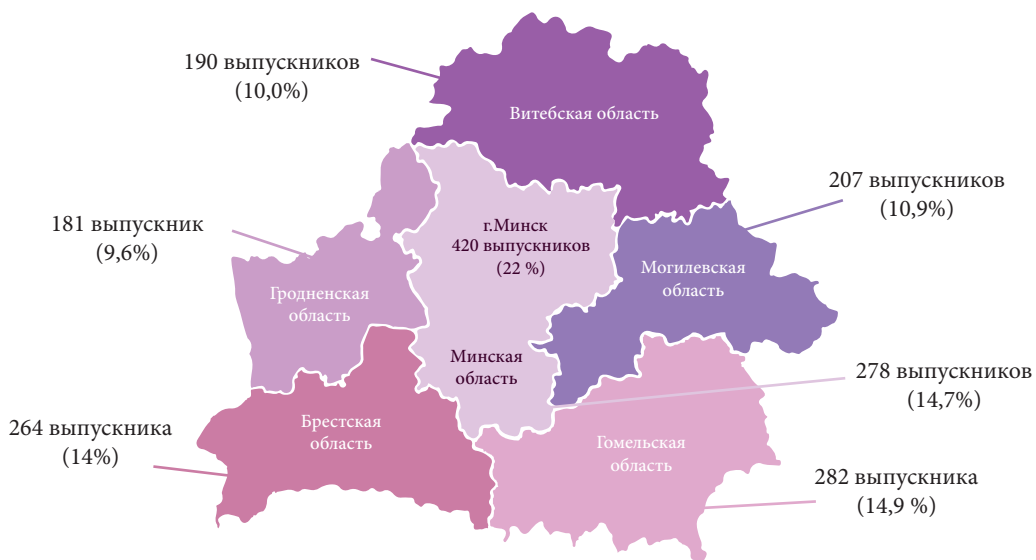 190 выпускников
(10,0%)
Витебская область
207 выпускников
(10,9%)
181 выпускник
(9,6%)
г.Минск
420 выпускников
(22 %)
Могилевская
область
Гродненская
область
Минская
область
278 выпускников
(14,7%)
264 выпускника
(14%)
Брестская
область
Гомельская
область
282 выпускника
(14,9 %)